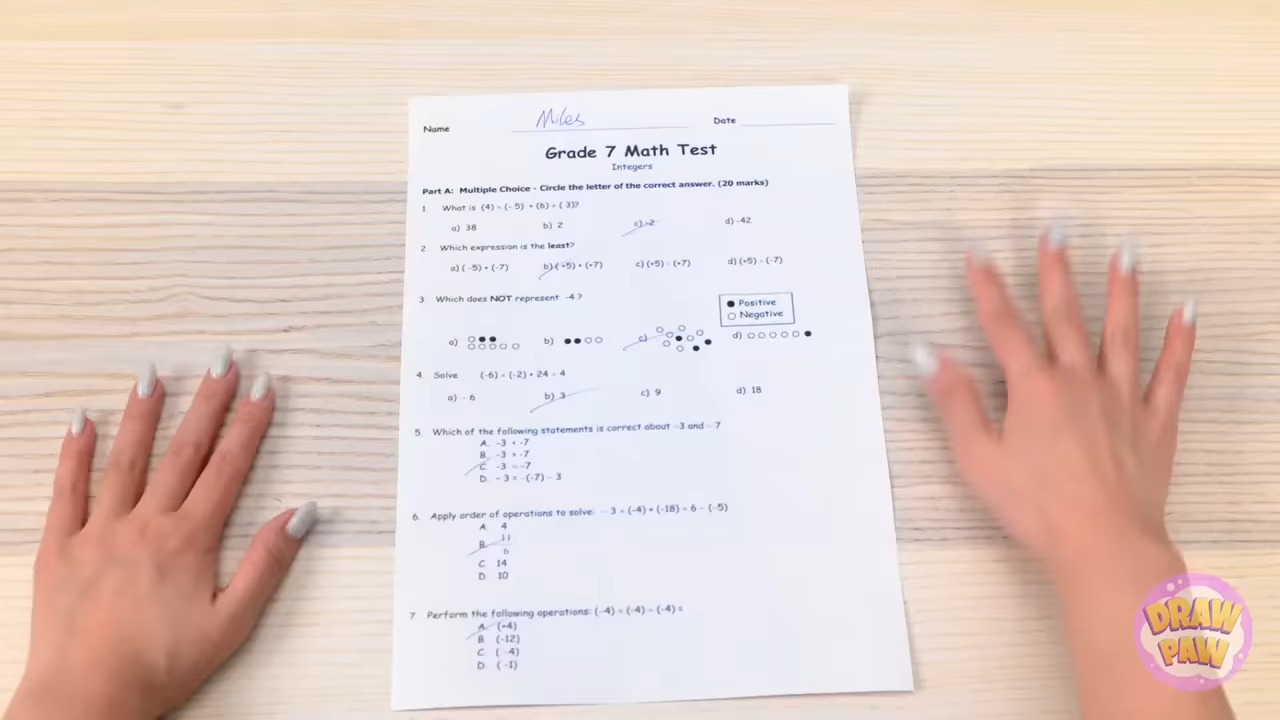 Name Miles Date
Grade 7 Math Test
Integers
Part A: Multiple Choice - Circle the letter of the correct answer. (20 marks)
1. What is (4) - (- 5) + (6) + ( 3)?
a) 38 b) 2 c) -2 d) -42
2. Which expression is the least?
a) ( -5) + (-7) b) ( +5) + (+7) c) (+5) - (+7) d) (+5) - (-7)
3 Which does NOT represent -4 ?
Positive
Negative
a) b) c) d)
4. Solve (-6) ÷ (-2) + 24 ÷ 4
a) - 6 b) 3 c) 9 d) 18
5. Which of the following statements is correct about -3 and - 7
A. -3 < -7
B. -3 > -7
C. -3 = -7
D. - 3 = -(-7) - 3
6. Apply order of operations to solve: - 3 × (-4) + (-18) ÷ 6 - (-5)
A. 4
B. 11
6
C. 14
D. 10
7 Perform the following operations: (-4) + (-4) - (-4) =
A. (+4)
B. (-12)
C. ( -4)
D. ( -1)
DRAW
PAW